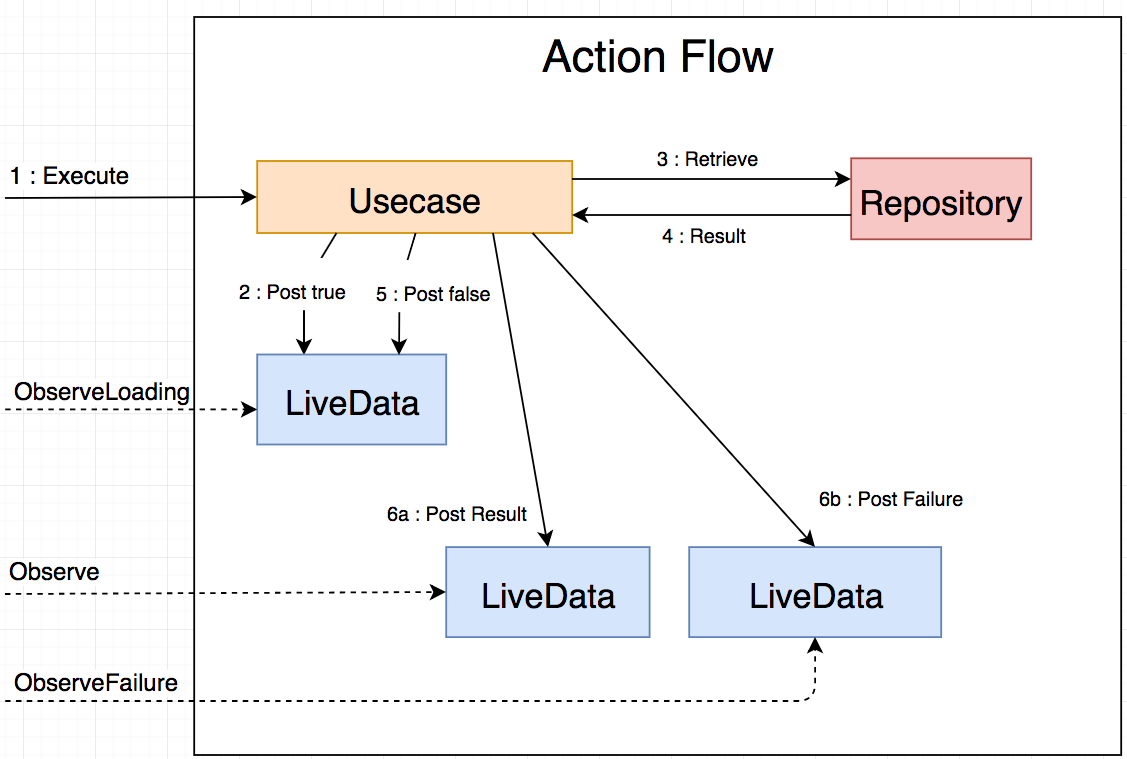 Action Flow
1 : Execute
Usecase
3 : Retrieve
Repository
4 : Result
2 : Post true
5 : Post false
ObserveLoading
LiveData
6a : Post Result
6b : Post Failure
Observe
LiveData
LiveData
ObserveFailure